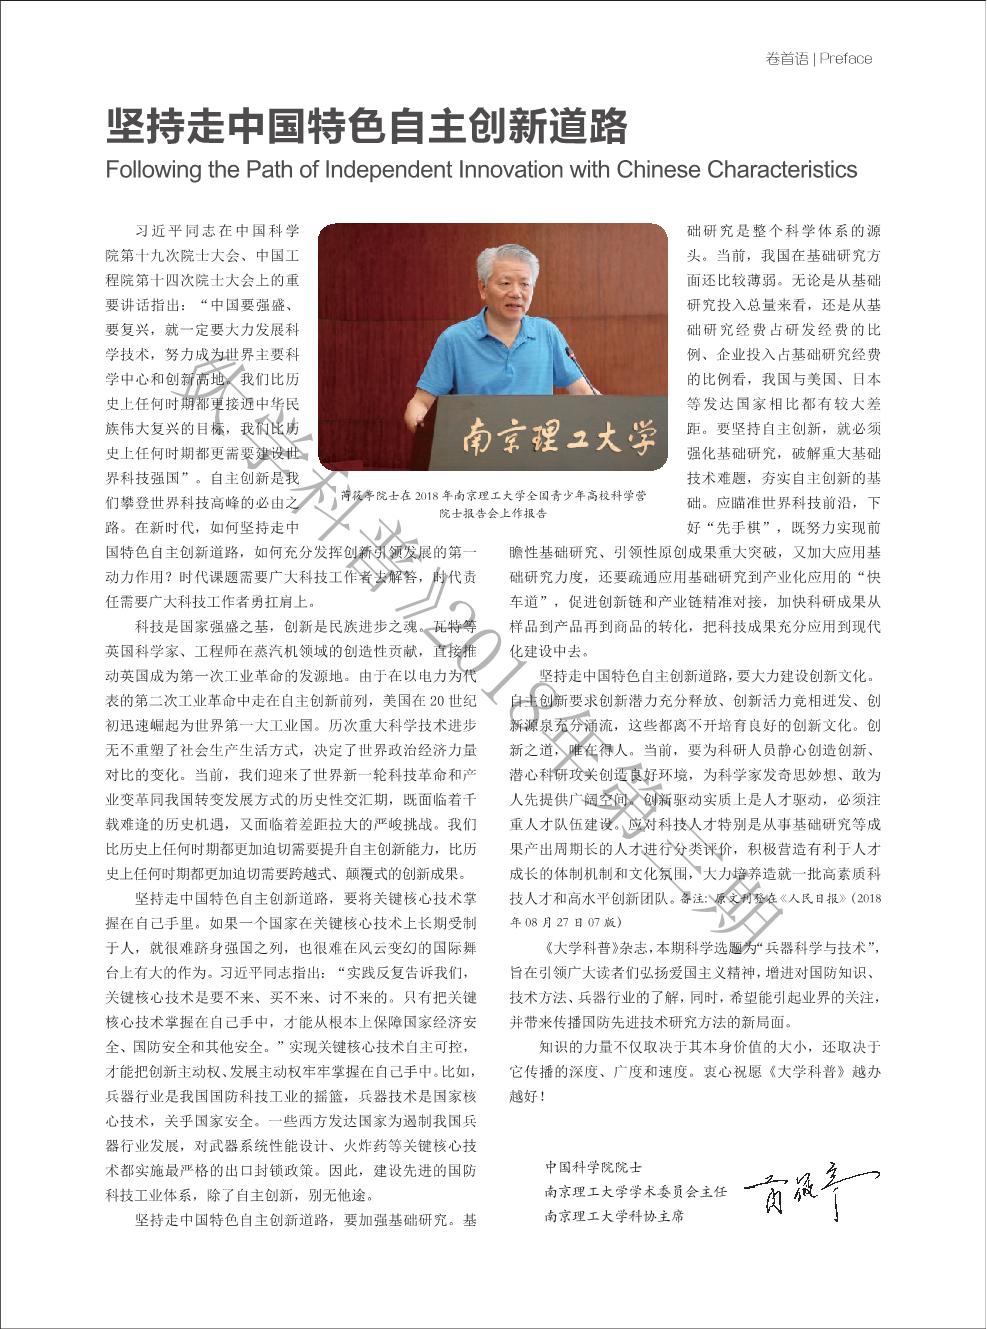 卷首语 | Preface
坚持走中国特色自主创新道路
Following the Path of Independent Innovation with Chinese Characteristics
习近平同志在中国科学
院第十九次院士大会、中国工
程院第十四次院士大会上的重
要讲话指出：“中国要强盛、
要复兴，就一定要大力发展科
学技术，努力成为世界主要科
学中心和创新高地。我们比历
史上任何时期都更接近中华民
族伟大复兴的目标，我们比历
史上任何时期都更需要建设世
界科技强国”。自主创新是我
们攀登世界科技高峰的必由之
路。在新时代，如何坚持走中
国特色自主创新道路，如何充分发挥创新引领发展的第一
动力作用？时代课题需要广大科技工作者去解答，时代责
任需要广大科技工作者勇扛肩上。
科技是国家强盛之基，创新是民族进步之魂。瓦特等
英国科学家、工程师在蒸汽机领域的创造性贡献，直接推
动英国成为第一次工业革命的发源地。由于在以电力为代
表的第二次工业革命中走在自主创新前列，美国在 20 世纪
初迅速崛起为世界第一大工业国。历次重大科学技术进步
无不重塑了社会生产生活方式，决定了世界政治经济力量
对比的变化。当前，我们迎来了世界新一轮科技革命和产
业变革同我国转变发展方式的历史性交汇期，既面临着千
载难逢的历史机遇，又面临着差距拉大的严峻挑战。我们
比历史上任何时期都更加迫切需要提升自主创新能力，比历
史上任何时期都更加迫切需要跨越式、颠覆式的创新成果。
坚持走中国特色自主创新道路，要将关键核心技术掌
握在自己手里。如果一个国家在关键核心技术上长期受制
于人，就很难跻身强国之列，也很难在风云变幻的国际舞
台上有大的作为。习近平同志指出：“实践反复告诉我们，
关键核心技术是要不来、买不来、讨不来的。只有把关键
核心技术掌握在自己手中，才能从根本上保障国家经济安
全、国防安全和其他安全。”实现关键核心技术自主可控，
才能把创新主动权、发展主动权牢牢掌握在自己手中。比如，
兵器行业是我国国防科技工业的摇篮，兵器技术是国家核
心技术，关乎国家安全。一些西方发达国家为遏制我国兵
器行业发展，对武器系统性能设计、火炸药等关键核心技
术都实施最严格的出口封锁政策。因此，建设先进的国防
科技工业体系，除了自主创新，别无他途。
坚持走中国特色自主创新道路，要加强基础研究。基
南京理工大学
芮筱亭院士在 2018 年南京理工大学全国青少年高校科学营
院士报告会上作报告
础研究是整个科学体系的源
头。当前，我国在基础研究方
面还比较薄弱。无论是从基础
研究投入总量来看，还是从基
础研究经费占研发经费的比
例、企业投入占基础研究经费
的比例看，我国与美国、日本
等发达国家相比都有较大差
距。要坚持自主创新，就必须
强化基础研究，破解重大基础
技术难题，夯实自主创新的基
础。应瞄准世界科技前沿，下
好“先手棋”，既努力实现前
瞻性基础研究、引领性原创成果重大突破，又加大应用基
础研究力度，还要疏通应用基础研究到产业化应用的“快
车道”，促进创新链和产业链精准对接，加快科研成果从
样品到产品再到商品的转化，把科技成果充分应用到现代
化建设中去。
坚持走中国特色自主创新道路，要大力建设创新文化。
自主创新要求创新潜力充分释放、创新活力竞相迸发、创
新源泉充分涌流，这些都离不开培育良好的创新文化。创
新之道，唯在得人。当前，要为科研人员静心创造创新、
潜心科研攻关创造良好环境，为科学家发奇思妙想、敢为
人先提供广阔空间。创新驱动实质上是人才驱动，必须注
重人才队伍建设。应对科技人才特别是从事基础研究等成
果产出周期长的人才进行分类评价，积极营造有利于人才
成长的体制机制和文化氛围，大力培养造就一批高素质科
技人才和高水平创新团队。备注：原文刊登在《人民日报》（2018
年 08 月 27 日 07 版）
《大学科普》杂志，本期科学选题为“兵器科学与技术”，
旨在引领广大读者们弘扬爱国主义精神，增进对国防知识、
技术方法、兵器行业的了解，同时，希望能引起业界的关注，
并带来传播国防先进技术研究方法的新局面。
知识的力量不仅取决于其本身价值的大小，还取决于
它传播的深度、广度和速度。衷心祝愿《大学科普》越办
越好！
中国科学院院士
南京理工大学学术委员会主任
南京理工大学科协主席
芮筱亭
《大学科普》2018年第三期